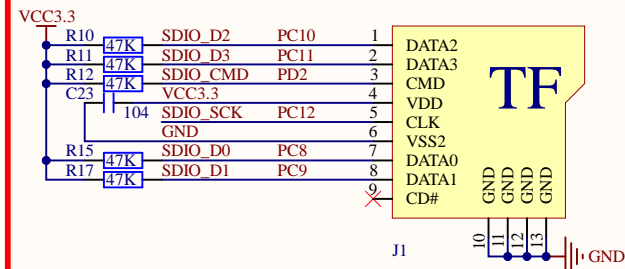 VCC3.3
R10 47K SDIO_D2 PC10 1 DATA2
R11 47K SDIO_D3 PC11 2 DATA3
R12 47K SDIO_CMD PD2 3 CMD
C23 104 VCC3.3 4 VDD
SDIO_SCK PC12 5 CLK
GND 6 VSS2
R15 47K SDIO_D0 PC8 7 DATA0
R17 47K SDIO_D1 PC9 8 DATA1
9 CD#
TF
GND GND GND GND
10 11 12 13
J1
GND